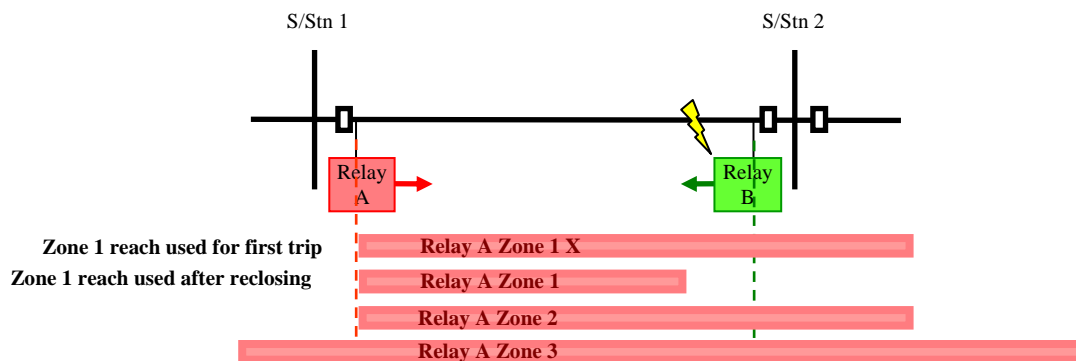 S/Stn 1
S/Stn 2
Relay
A
Relay
B
Zone 1 reach used for first trip
Relay A Zone 1 X
Zone 1 reach used after reclosing
Relay A Zone 1
Relay A Zone 2
Relay A Zone 3